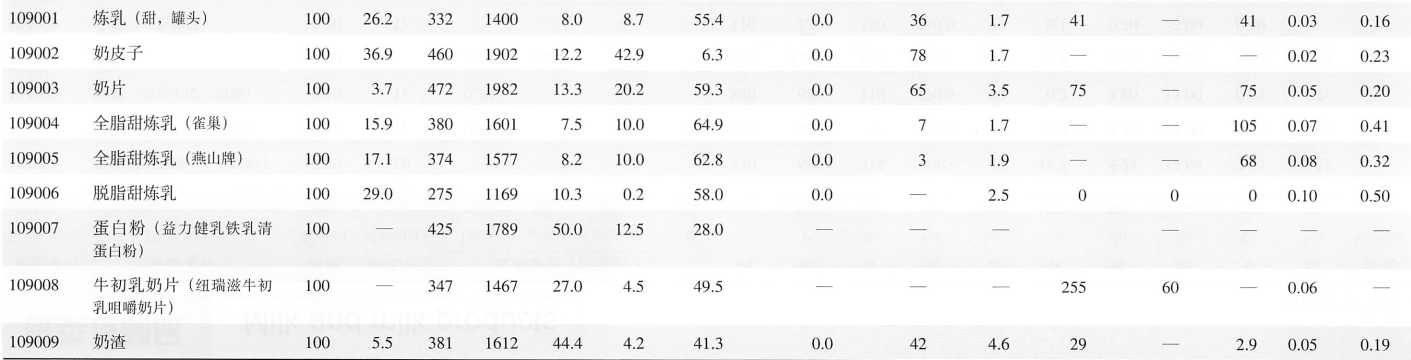 109001 炼乳（甜，罐头） 100 26.2 332 1400 8.0 8.7 55.4 0.0 36 1.7 41 — 41 0.03 0.16
109002 奶皮子 100 36.9 460 1902 12.2 42.9 6.3 0.0 78 1.7 — — — 0.02 0.23
109003 奶片 100 3.7 472 1982 13.3 20.2 59.3 0.0 65 3.5 75 — 75 0.05 0.20
109004 全脂甜炼乳（雀巢） 100 15.9 380 1601 7.5 10.0 64.9 0.0 7 1.7 — — 105 0.07 0.41
109005 全脂甜炼乳（燕山牌） 100 17.1 374 1577 8.2 10.0 62.8 0.0 3 1.9 — — 68 0.08 0.32
109006 脱脂甜炼乳 100 29.0 275 1169 10.3 0.2 58.0 0.0 — 2.5 0 0 0 0.10 0.50
109007 蛋白粉（益力健乳铁乳清 100 — 425 1789 50.0 12.5 28.0 — — — — — — — —
蛋白粉）
109008 牛初乳奶片（纽瑞滋牛初 100 — 347 1467 27.0 4.5 49.5 — — — 255 60 — 0.06 —
乳咀嚼奶片）
109009 奶渣 100 5.5 381 1612 44.4 4.2 41.3 0.0 42 4.6 29 — 2.9 0.05 0.19
Milk and milk products